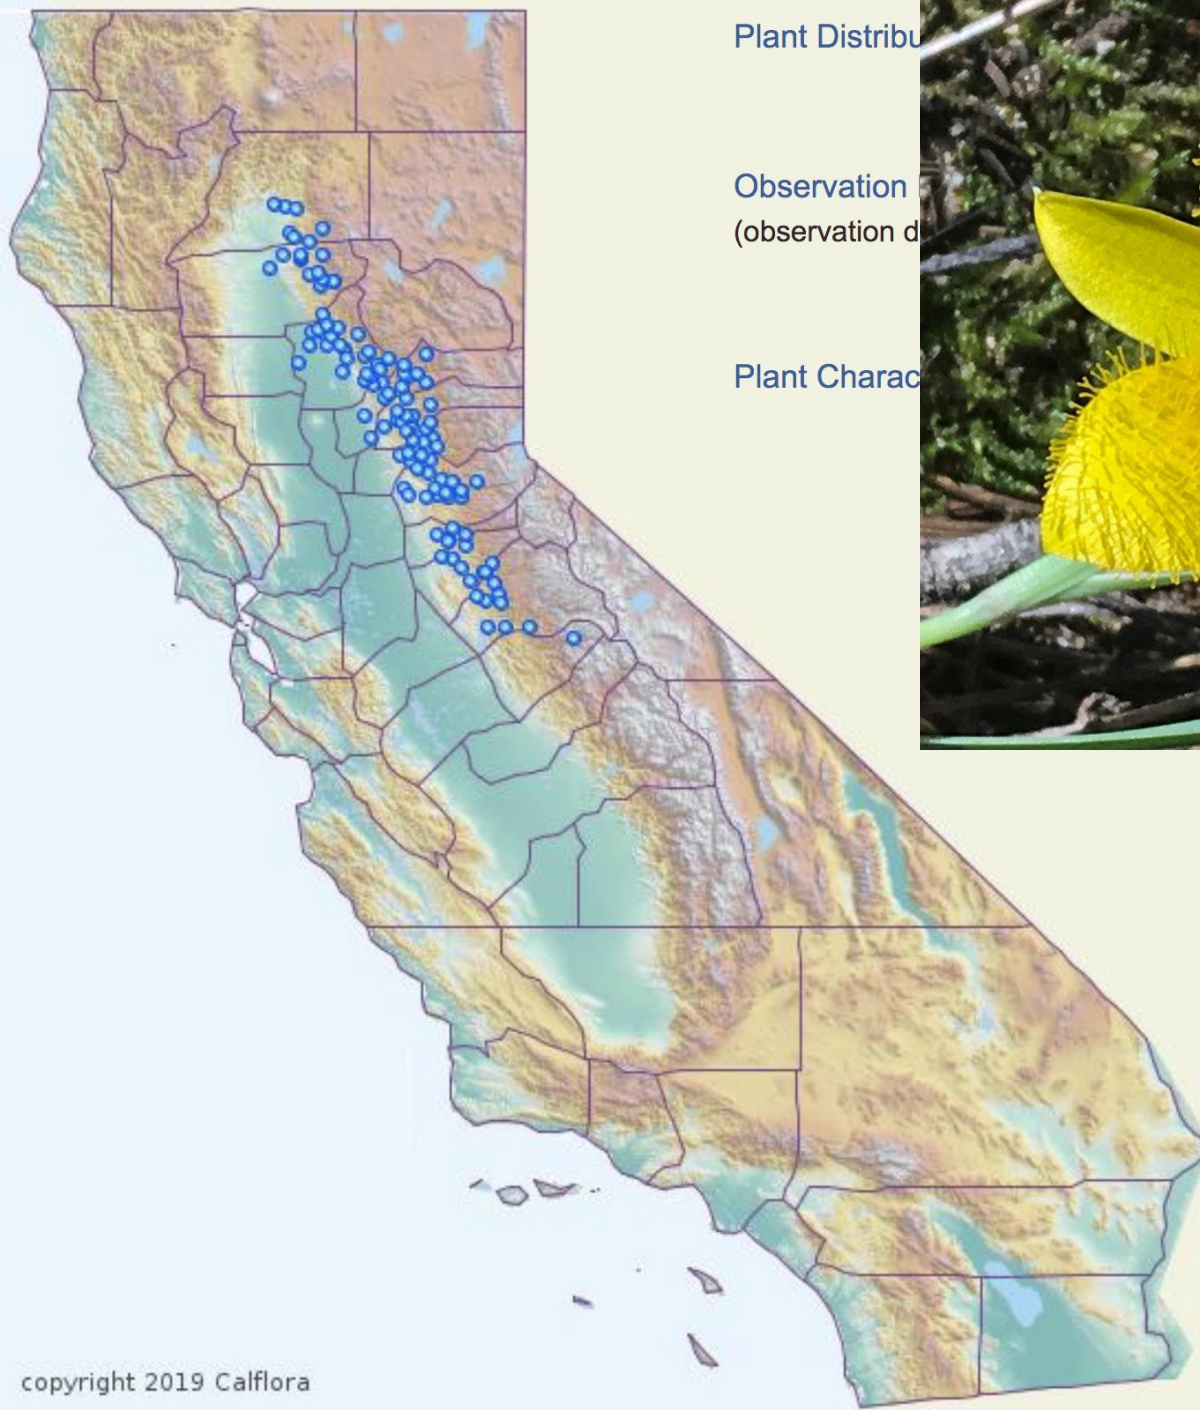 Plant Distribu
Observation
(observation d
Plant Charac
copyright 2019 Calflora